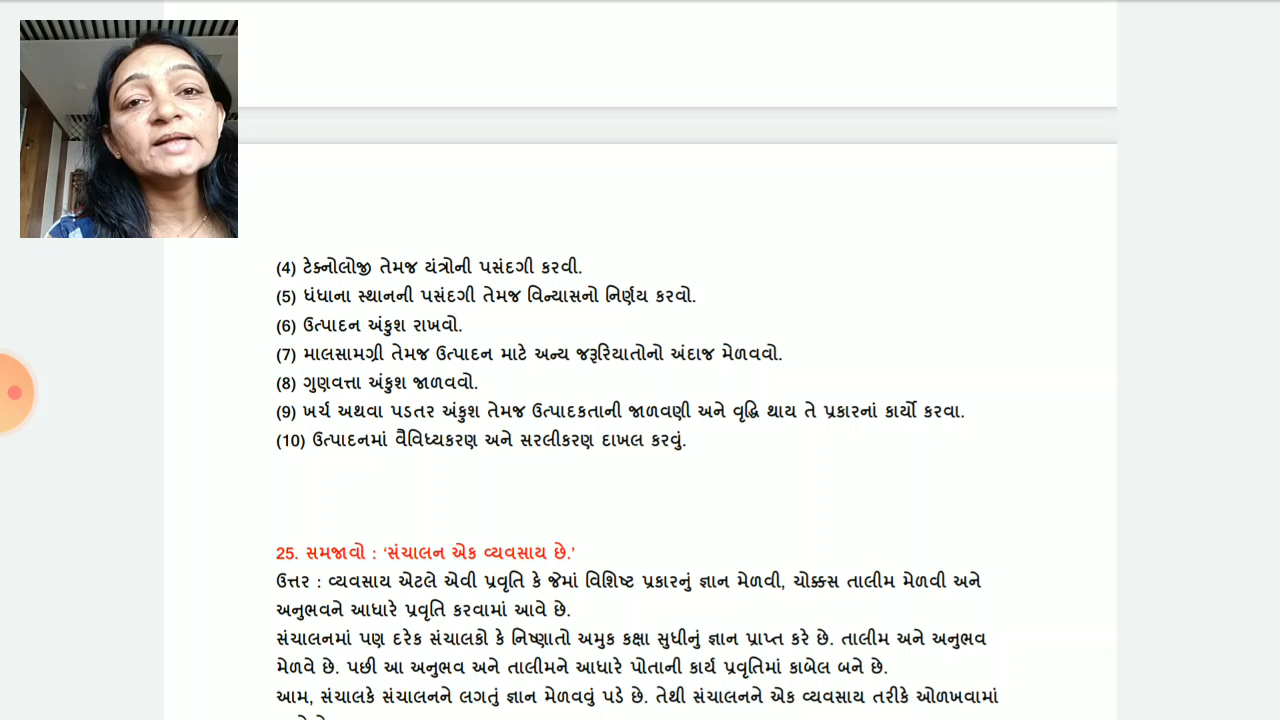 (4) ટેક્નોલોજી તેમજ યંત્રોની પસંદગી કરવી.
(5) ધંધાના સ્થાનની પસંદગી તેમજ વિન્યાસનો નિર્ણય કરવો.
(6) ઉત્પાદન અંકુશ રાખવો.
(7) માલસામગ્રી તેમજ ઉત્પાદન માટે અન્ય જરૂરિયાતોનો અંદાજ મેળવવો.
(8) ગુણવત્તા અંકુશ જાળવવો.
(9) ખર્ચ અથવા પડતર અંકુશ તેમજ ઉત્પાદકતાની જાળવણી અને વૃદ્ધિ થાય તે પ્રકારનાં કાર્યો કરવા.
(10) ઉત્પાદનમાં વૈવિધ્યકરણ અને સરલીકરણ દાખલ કરવું.
25. સમજાવો : ‘સંચાલન એક વ્યવસાય છે.’
ઉત્તર : વ્યવસાય એટલે એવી પ્રવૃતિ કે જેમાં વિશિષ્ટ પ્રકારનું જ્ઞાન મેળવી, ચોક્ક્સ તાલીમ મેળવી અને
અનુભવને આધારે પ્રવૃતિ કરવામાં આવે છે.
સંચાલનમાં પણ દરેક સંચાલકો કે નિષ્ણાતો અમુક કક્ષા સુધીનું જ્ઞાન પ્રાપ્ત કરે છે. તાલીમ અને અનુભવ
મેળવે છે. પછી આ અનુભવ અને તાલીમને આધારે પોતાની કાર્ય પ્રવૃતિમાં કાબેલ બને છે.
આમ, સંચાલકે સંચાલનને લગતું જ્ઞાન મેળવવું પડે છે. તેથી સંચાલનને એક વ્યવસાય તરીકે ઓળખવામાં